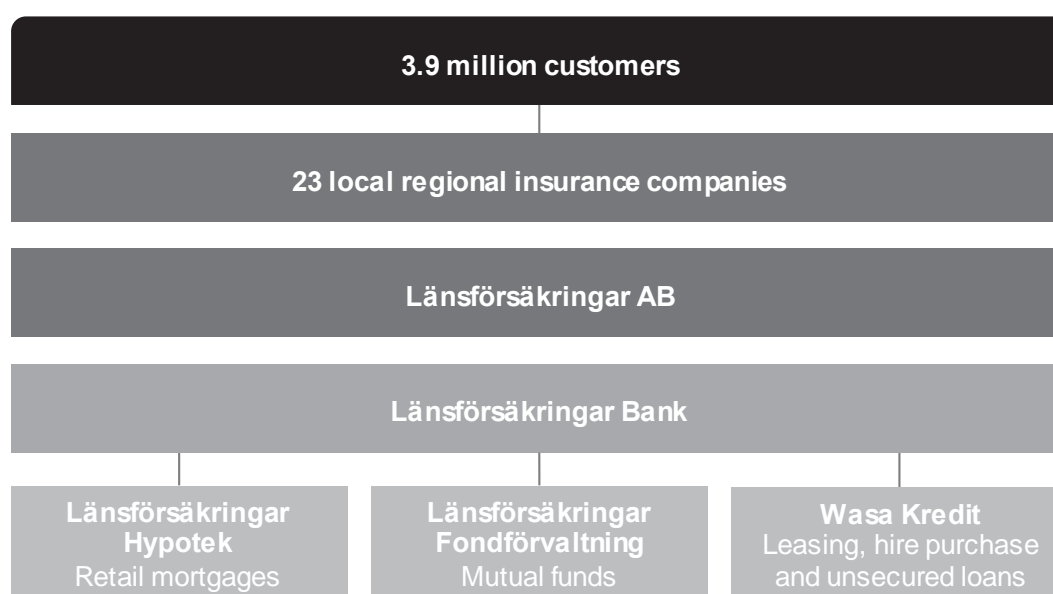 3.9 million customers
23 local regional insurance companies
Länsförsäkringar AB
Länsförsäkringar Bank
Länsförsäkringar
Hypotek
Retail mortgages
Länsförsäkringar
Fondförvaltning
Mutual funds
Wasa Kredit
Leasing, hire purchase
and unsecured loans